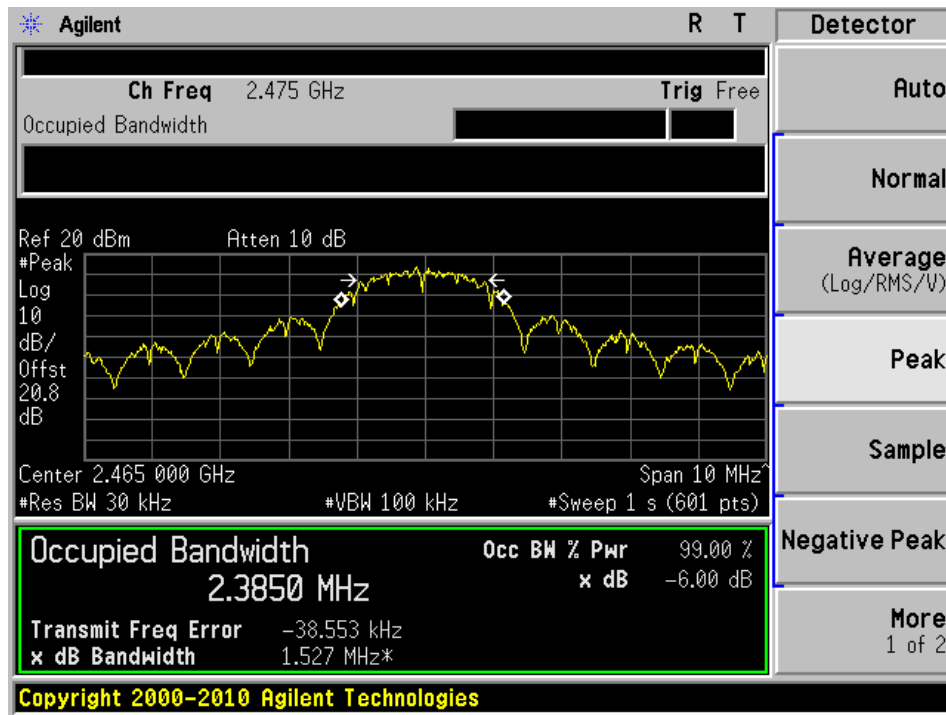 Agilent R T Detector
Ch Freq 2.475 GHz Trig Free
Occupied Bandwidth
Ref 20 dBm Atten 10 dB
#Peak
Log
10
dB/
Offst
20.8
dB
Center 2.465 000 GHz Span 10 MHz^
#Res BW 30 kHz #VBW 100 kHz #Sweep 1 s (601 pts)
Occupied Bandwidth Occ BW % Pwr 99.00 %
2.3850 MHz x dB -6.00 dB
Transmit Freq Error -38.553 kHz
x dB Bandwidth 1.527 MHz*
Copyright 2000-2010 Agilent Technologies
Auto
Normal
Average
(Log/RMS/V)
Peak
Sample
Negative Peak
More
1 of 2